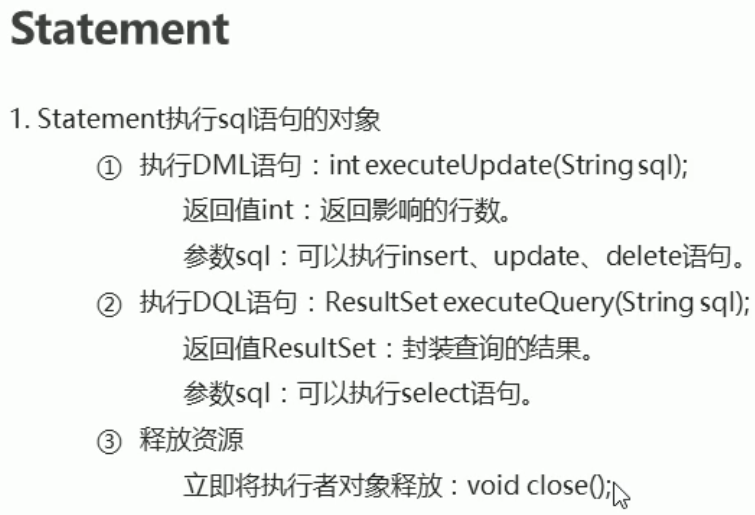 Statement
1. Statement执行sql语句的对象
① 执行DML语句：int executeUpdate(String sql);
返回值int：返回影响的行数。
参数sql：可以执行insert、update、delete语句。
② 执行DQL语句：ResultSet executeQuery(String sql);
返回值ResultSet：封装查询的结果。
参数sql：可以执行select语句。
③ 释放资源
立即将执行者对象释放：void close();